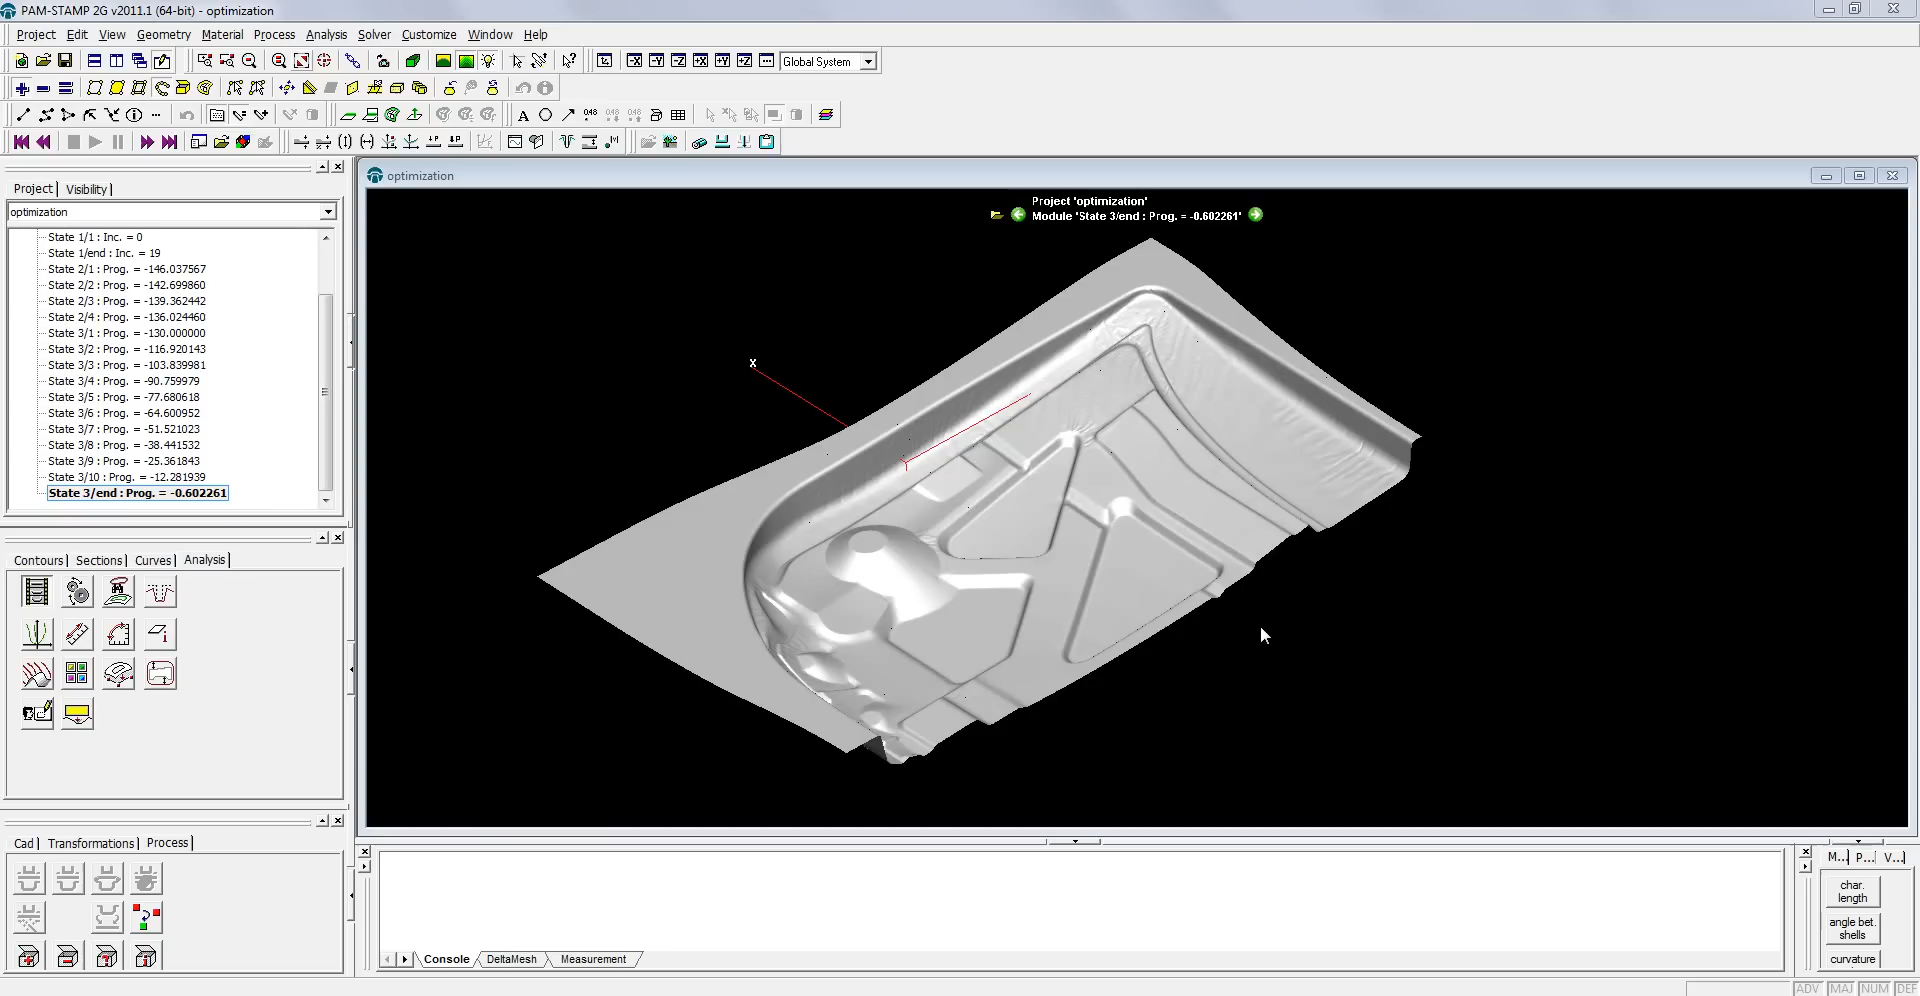 PAM-STAMP 2G v2011.1 (64-bit) - optimization
Project Edit View Geometry Material Process Analysis Solver Customize Window Help
-X -Y -Z +X +Y +Z Global System
A 0.48 0.48 0.48
optimization
Project 'optimization'
Module 'State 3/end : Prog. = -0.602261'
X
Project Visibility
optimization
State 1/1 : Inc. = 0
State 1/end : Inc. = 19
State 2/1 : Prog. = -146.037567
State 2/2 : Prog. = -142.699860
State 2/3 : Prog. = -139.362442
State 2/4 : Prog. = -136.024460
State 3/1 : Prog. = -130.000000
State 3/2 : Prog. = -116.920143
State 3/3 : Prog. = -103.839981
State 3/4 : Prog. = -90.759979
State 3/5 : Prog. = -77.680618
State 3/6 : Prog. = -64.600952
State 3/7 : Prog. = -51.521023
State 3/8 : Prog. = -38.441532
State 3/9 : Prog. = -25.361843
State 3/10 : Prog. = -12.281939
State 3/end : Prog. = -0.602261
Contours Sections Curves Analysis
Cad Transformations Process
Console DeltaMesh Measurement
M... P... V...
char.
length
angle bet.
shells
curvature
ADV MAJ NUM DEF